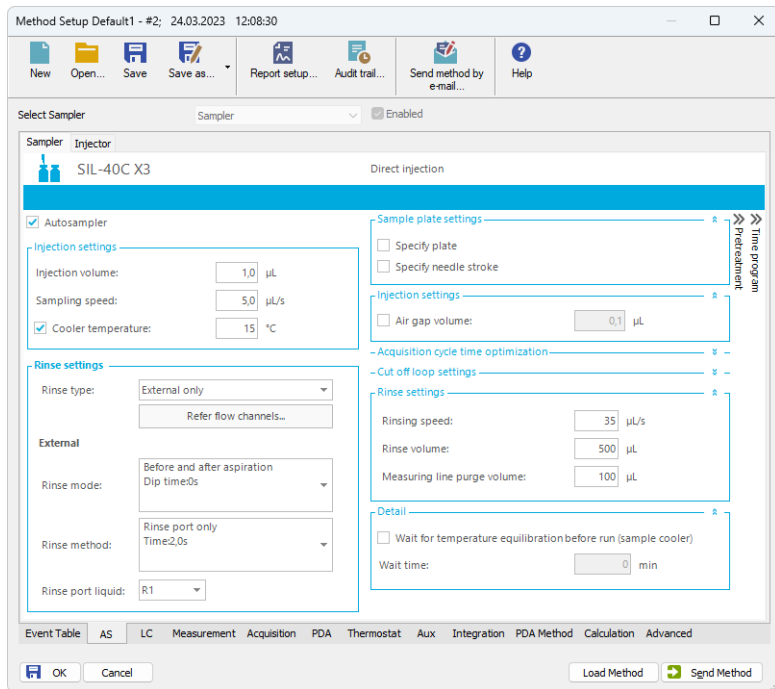 Method Setup Default1 - #2;  24.03.2023  12:08:30
New Open... Save Save as... Report setup... Audit trail... Send method by e-mail... Help
Select Sampler Sampler Enabled
Sampler Injector
SIL-40C X3 Direct injection
Autosampler
Injection settings
Injection volume: 1,0 µL
Sampling speed: 5,0 µL/s
Cooler temperature: 15 °C
Rinse settings
Rinse type: External only
Refer flow channels...
External
Rinse mode: Before and after aspiration
Dip time:0s
Rinse method: Rinse port only
Time:2,0s
Rinse port liquid: R1
Sample plate settings
Specify plate
Specify needle stroke
Injection settings
Air gap volume: 0,1 µL
Acquisition cycle time optimization
Cut off loop settings
Rinse settings
Rinsing speed: 35 µL/s
Rinse volume: 500 µL
Measuring line purge volume: 100 µL
Detail
Wait for temperature equilibration before run (sample cooler)
Wait time: 0 min
Pretreatment
Time program
Event Table AS LC Measurement Acquisition PDA Thermostat Aux Integration PDA Method Calculation Advanced
OK Cancel Load Method Send Method